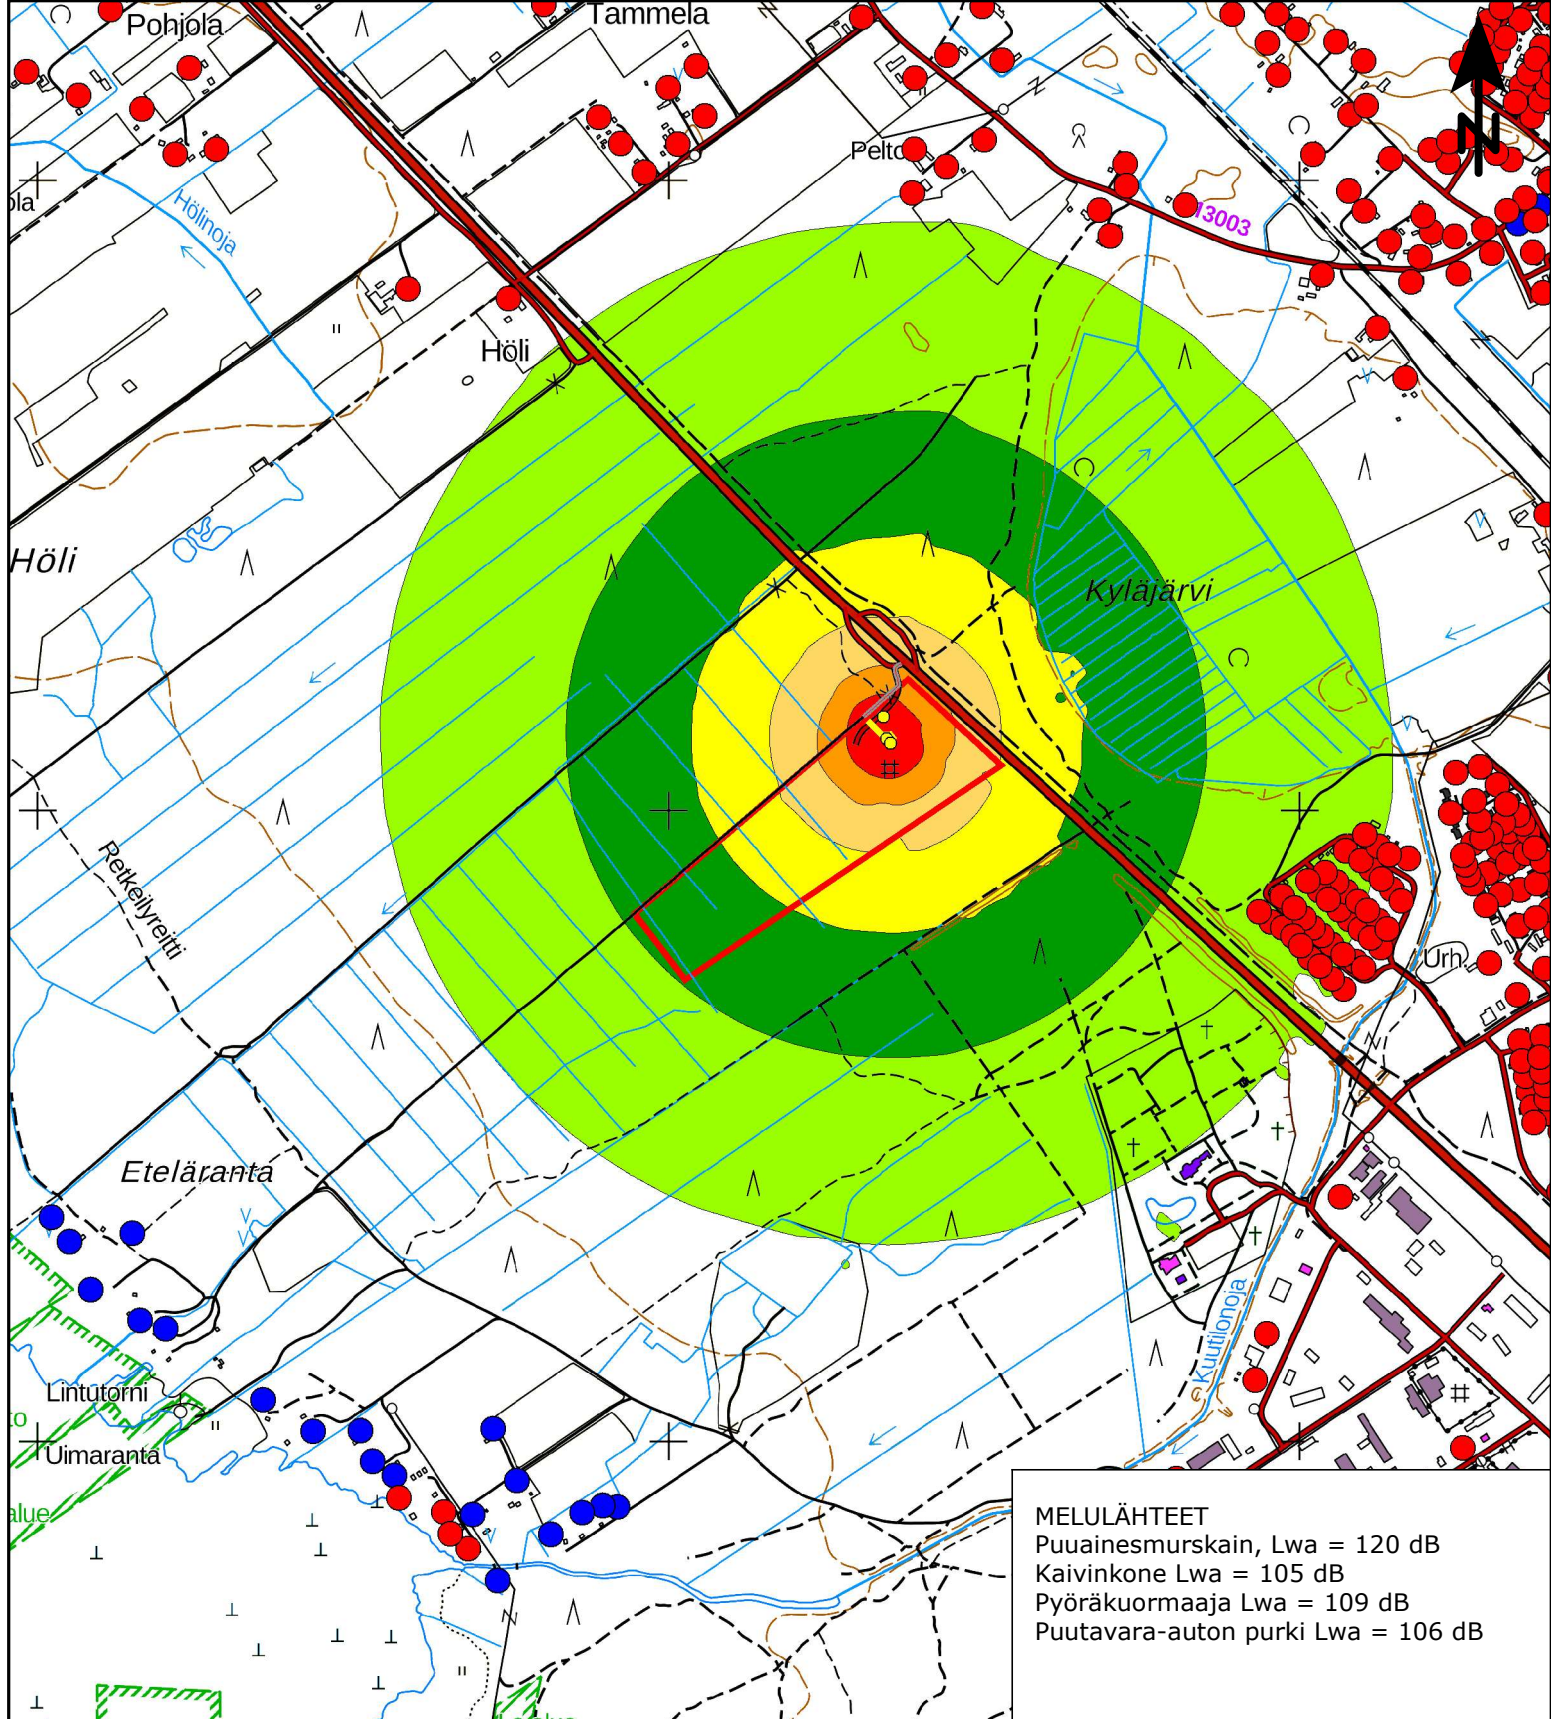 Pohjola
Tammela
Pelto
13003
Hölinoja
Höli
Höli
Kyläjärvi
Retkeilyreitti
Urh.
Eteläranta
Kuutilonoja
Lintutorni
Uimaranta
alue
N
MELULÄHTEET
Puuainesmurskain, Lwa = 120 dB
Kaivinkone Lwa = 105 dB
Pyöräkuormaaja Lwa = 109 dB
Puutavara-auton purki Lwa = 106 dB